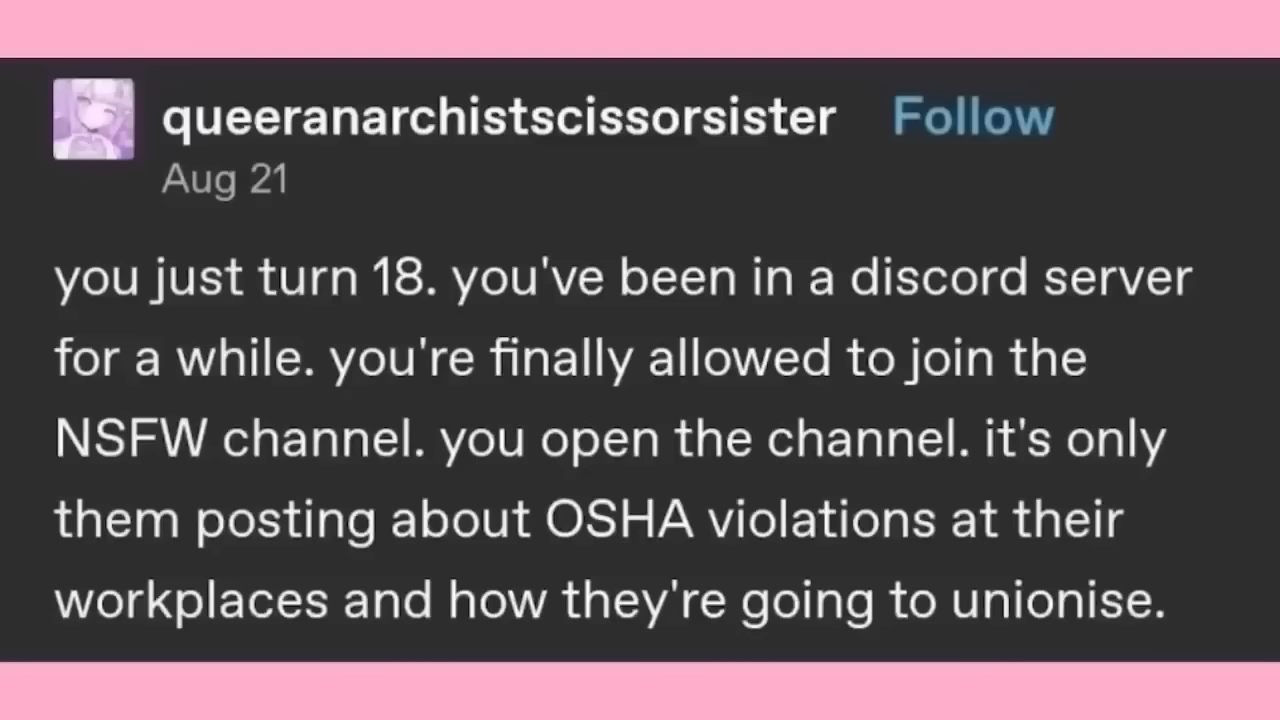 queeranarchistscissorsister Follow
Aug 21
you just turn 18. you've been in a discord server
for a while. you're finally allowed to join the
NSFW channel. you open the channel. it's only
them posting about OSHA violations at their
workplaces and how they're going to unionise.